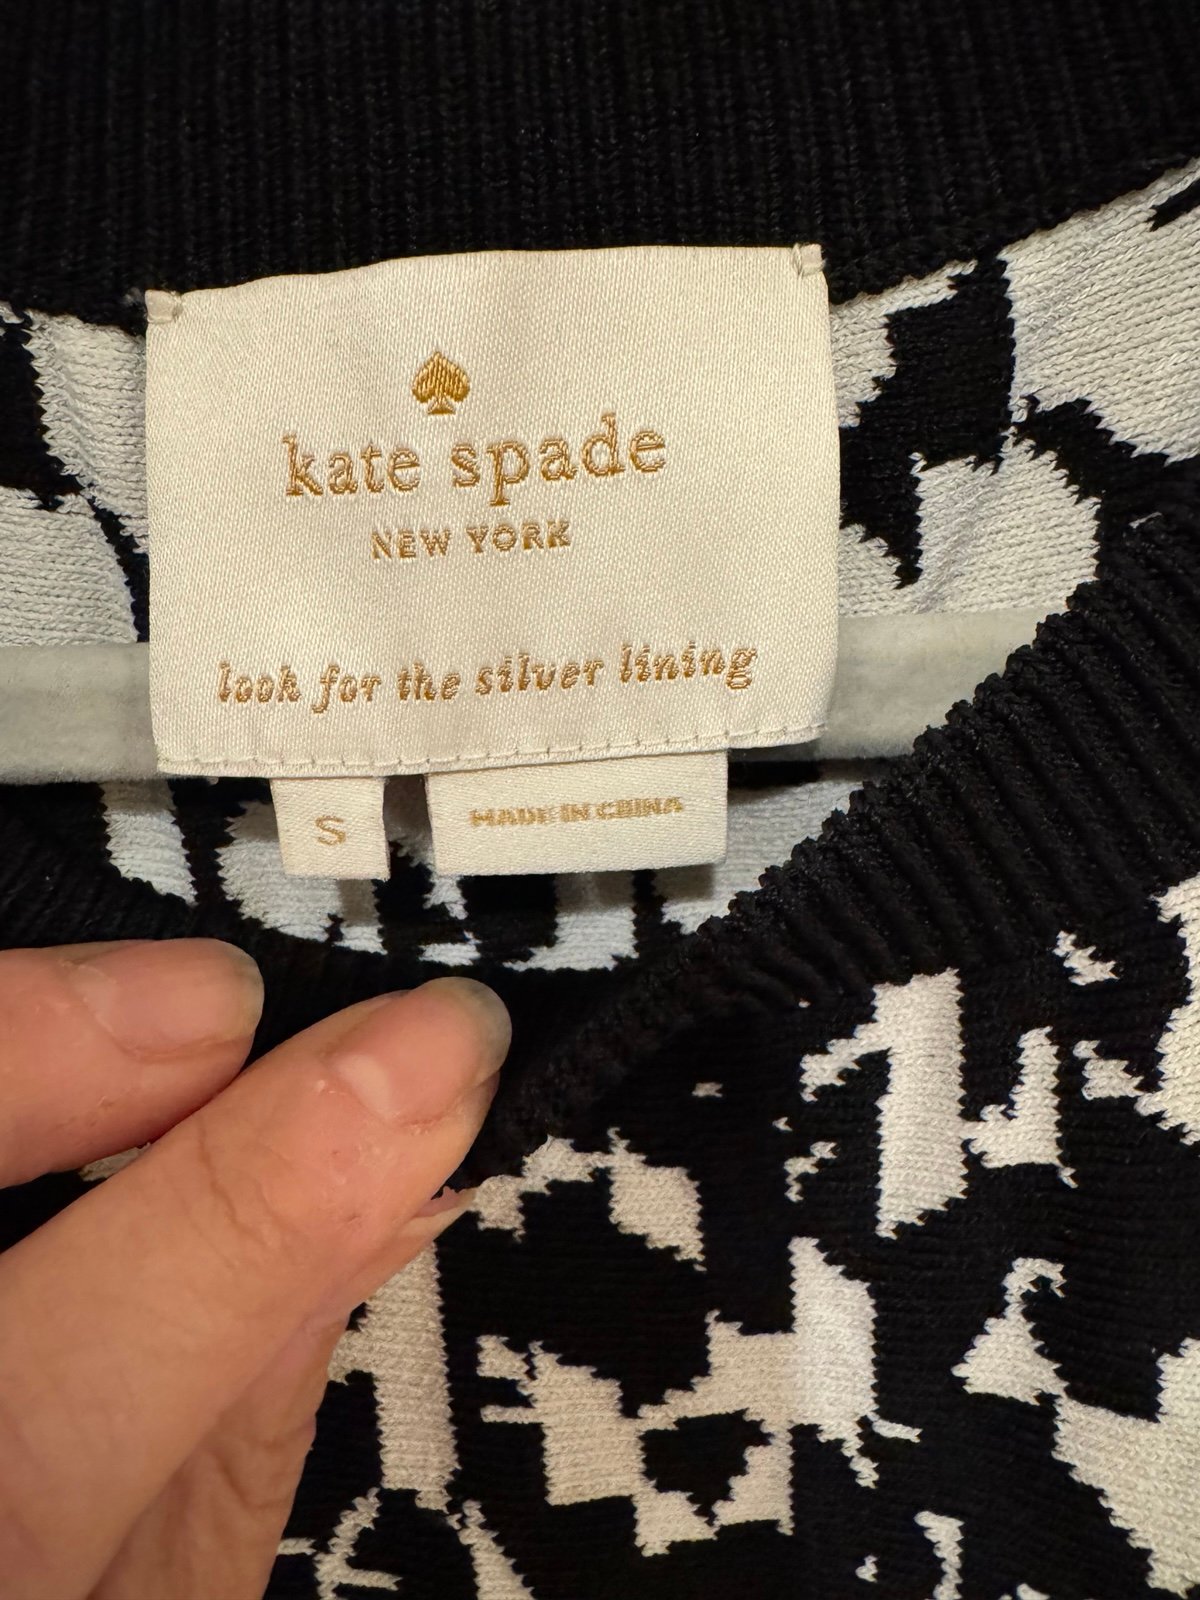 kate spade
NEW YORK
look for the silver lining
S
MADE IN CHINA